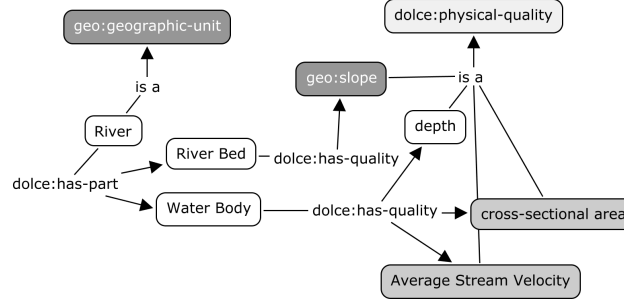 geo:geographic-unit
dolce:physical-quality
is a
geo:slope
is a
River
depth
River Bed
dolce:has-quality
dolce:has-part
Water Body
dolce:has-quality
cross-sectional area
Average Stream Velocity